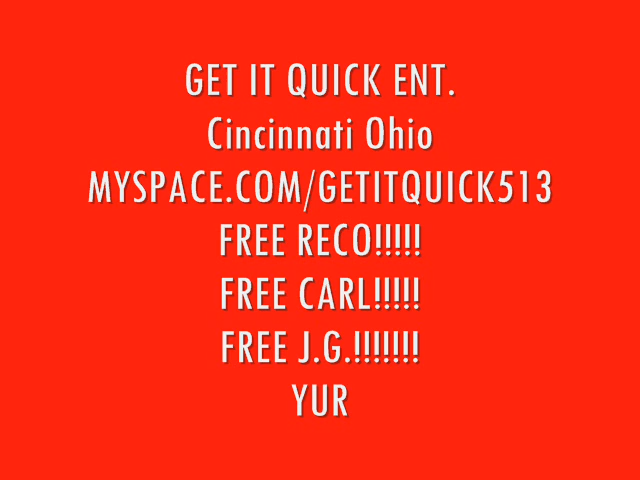 GET IT QUICK ENT.
Cincinnati Ohio
MYSPACE.COM/GETITQUICK513
FREE RECO!!!!!
FREE CARL!!!!!
FREE J.G.!!!!!!!
YUR